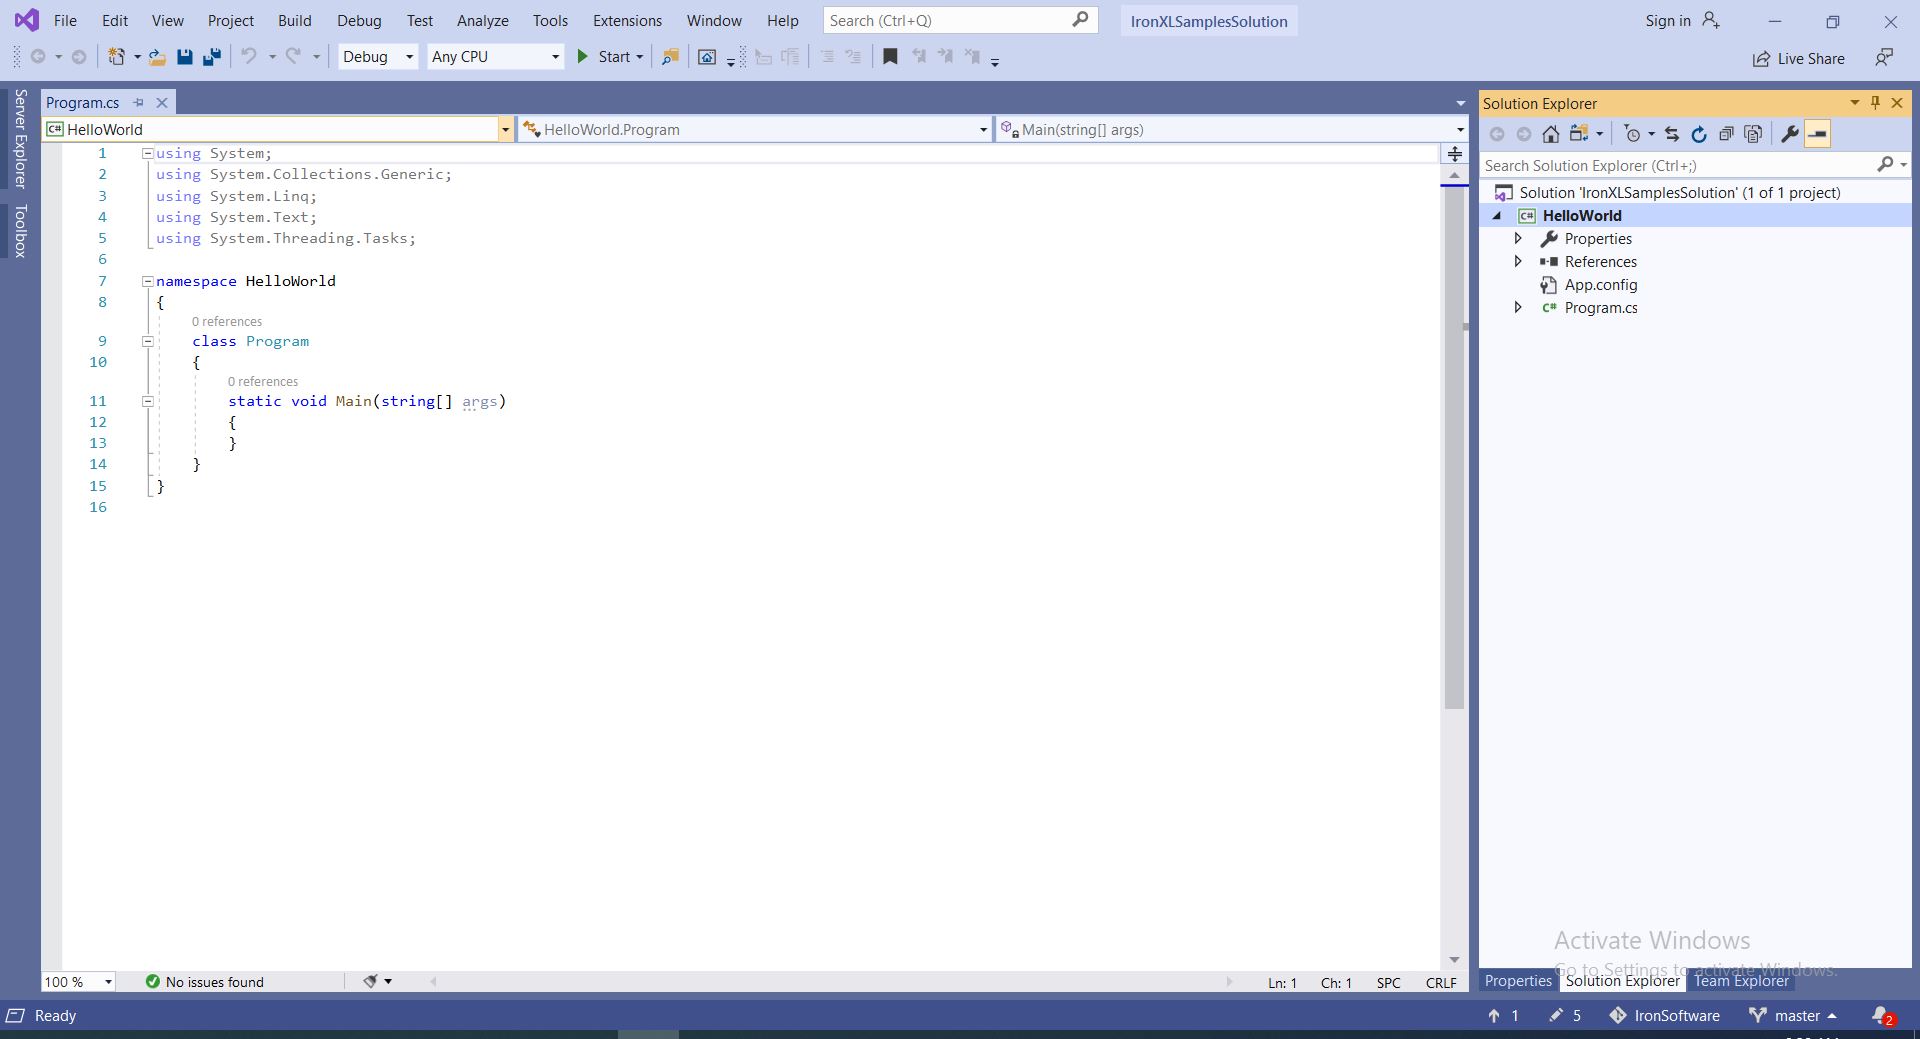 File Edit View Project Build Debug Test Analyze Tools Extensions Window Help Search (Ctrl+Q) IronXLSamplesSolution Sign in
Debug Any CPU Start Live Share
Server Explorer
Toolbox
Program.cs
C# HelloWorld HelloWorld.Program Main(string[] args)
1 using System;
2 using System.Collections.Generic;
3 using System.Linq;
4 using System.Text;
5 using System.Threading.Tasks;
6
7 namespace HelloWorld
8 {
0 references
9 class Program
10 {
0 references
11 static void Main(string[] args)
12 {
13 }
14 }
15 }
16
Solution Explorer
Search Solution Explorer (Ctrl+;)
Solution 'IronXLSamplesSolution' (1 of 1 project)
C# HelloWorld
Properties
References
App.config
C# Program.cs
Activate Windows
Go to Settings to activate Windows.
100 % No issues found Ln: 1 Ch: 1 SPC CRLF
Properties Solution Explorer Team Explorer
Ready 1 5 IronSoftware master 2